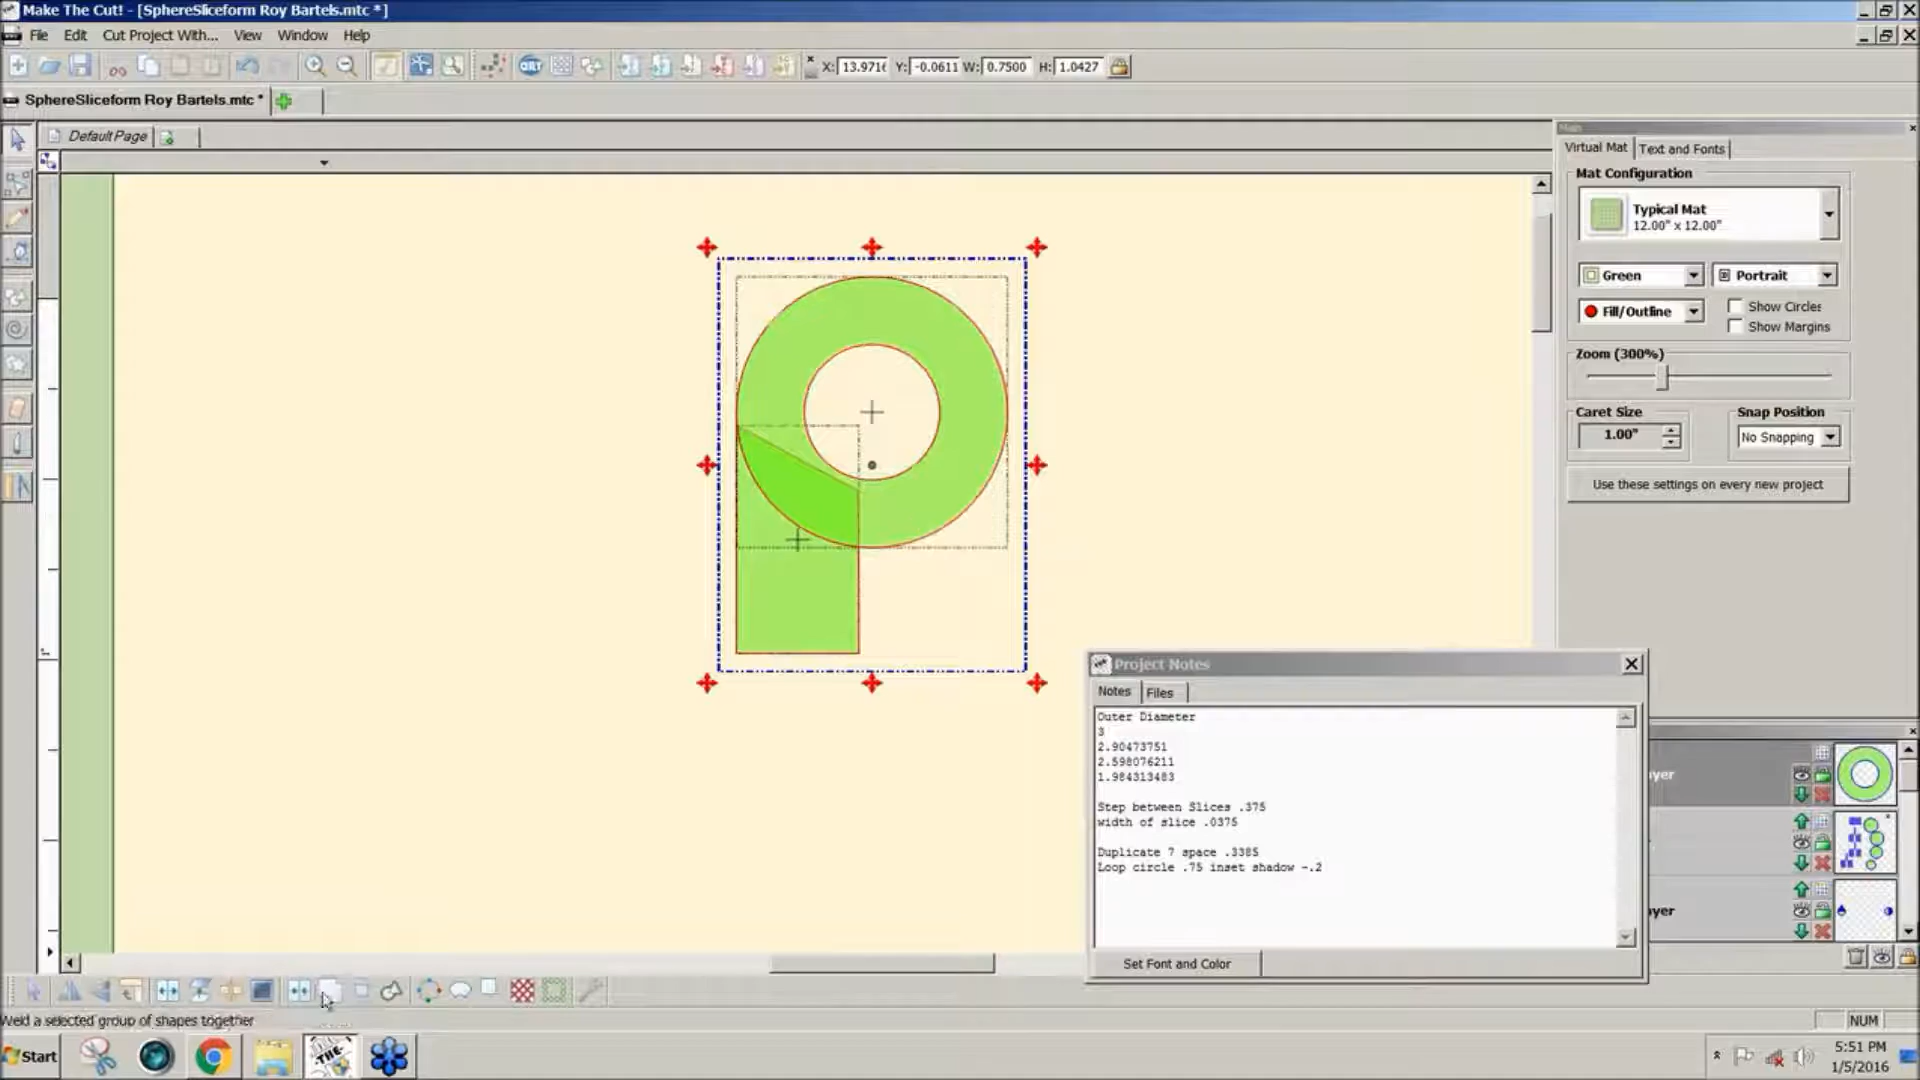 Make The Cut! - [SphereSliceform Roy Bartels.mtc *]
File Edit Cut Project With... View Window Help
X: 13.971 Y: -0.0611 W: 0.7500 H: 1.0427
SphereSliceform Roy Bartels.mtc *
DefaultPage
Main
Virtual Mat Text and Fonts
Mat Configuration
Typical Mat
12.00" x 12.00"
Green Portrait
Fill/Outline Show Circles
Show Margins
Zoom (300%)
Caret Size Snap Position
1.00" No Snapping
Use these settings on every new project
Project Notes
Notes Files
Outer Diameter
3
2.90473751
2.598076211
1.984313483
Step between Slices .375
width of slice .0375
Duplicate 7 space .3385
Loop circle .75 inset shadow -.2
Set Font and Color
yer
yer
Weld a selected group of shapes together
NUM
Start
-THE-
5:51 PM
1/5/2016